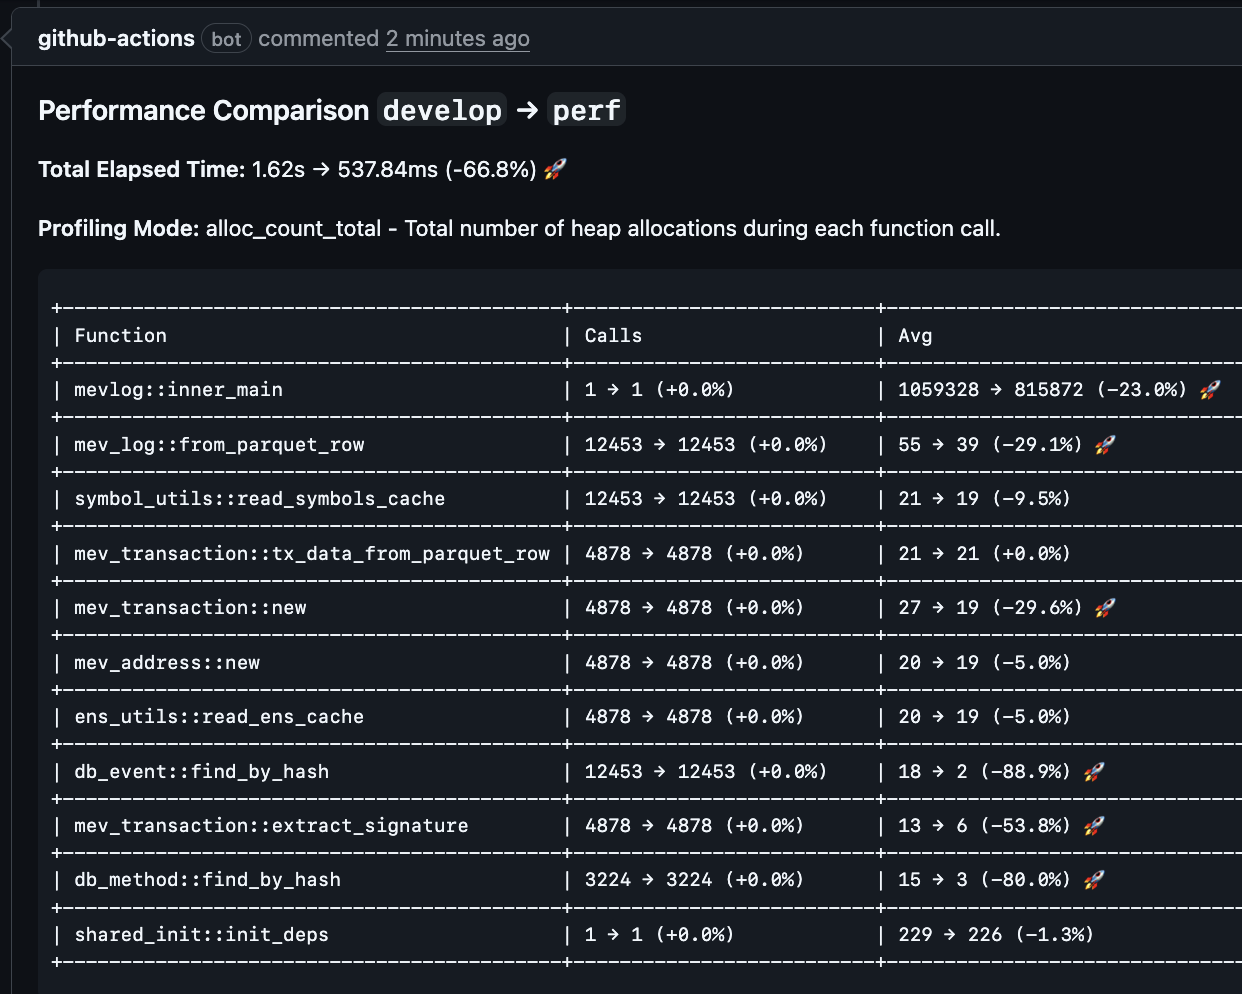 github-actions bot commented 2 minutes ago
Performance Comparison develop → perf
Total Elapsed Time: 1.62s → 537.84ms (-66.8%) 🚀
Profiling Mode: alloc_count_total - Total number of heap allocations during each function call.
+-------------------------------------------+---------------------------+-------------------------------
| Function                                  | Calls                     | Avg
+-------------------------------------------+---------------------------+-------------------------------
| mevlog::inner_main                        | 1 → 1 (+0.0%)             | 1059328 → 815872 (-23.0%) 🚀
+-------------------------------------------+---------------------------+-------------------------------
| mev_log::from_parquet_row                 | 12453 → 12453 (+0.0%)     | 55 → 39 (-29.1%) 🚀
+-------------------------------------------+---------------------------+-------------------------------
| symbol_utils::read_symbols_cache          | 12453 → 12453 (+0.0%)     | 21 → 19 (-9.5%)
+-------------------------------------------+---------------------------+-------------------------------
| mev_transaction::tx_data_from_parquet_row | 4878 → 4878 (+0.0%)       | 21 → 21 (+0.0%)
+-------------------------------------------+---------------------------+-------------------------------
| mev_transaction::new                      | 4878 → 4878 (+0.0%)       | 27 → 19 (-29.6%) 🚀
+-------------------------------------------+---------------------------+-------------------------------
| mev_address::new                          | 4878 → 4878 (+0.0%)       | 20 → 19 (-5.0%)
+-------------------------------------------+---------------------------+-------------------------------
| ens_utils::read_ens_cache                 | 4878 → 4878 (+0.0%)       | 20 → 19 (-5.0%)
+-------------------------------------------+---------------------------+-------------------------------
| db_event::find_by_hash                    | 12453 → 12453 (+0.0%)     | 18 → 2 (-88.9%) 🚀
+-------------------------------------------+---------------------------+-------------------------------
| mev_transaction::extract_signature        | 4878 → 4878 (+0.0%)       | 13 → 6 (-53.8%) 🚀
+-------------------------------------------+---------------------------+-------------------------------
| db_method::find_by_hash                   | 3224 → 3224 (+0.0%)       | 15 → 3 (-80.0%) 🚀
+-------------------------------------------+---------------------------+-------------------------------
| shared_init::init_deps                    | 1 → 1 (+0.0%)             | 229 → 226 (-1.3%)
+-------------------------------------------+---------------------------+-------------------------------